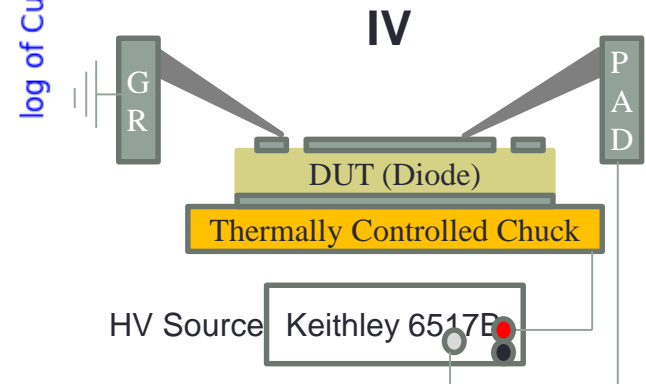 IV
log of Cu
G
R
P
A
D
DUT (Diode)
Thermally Controlled Chuck
HV Source
Keithley 6517B